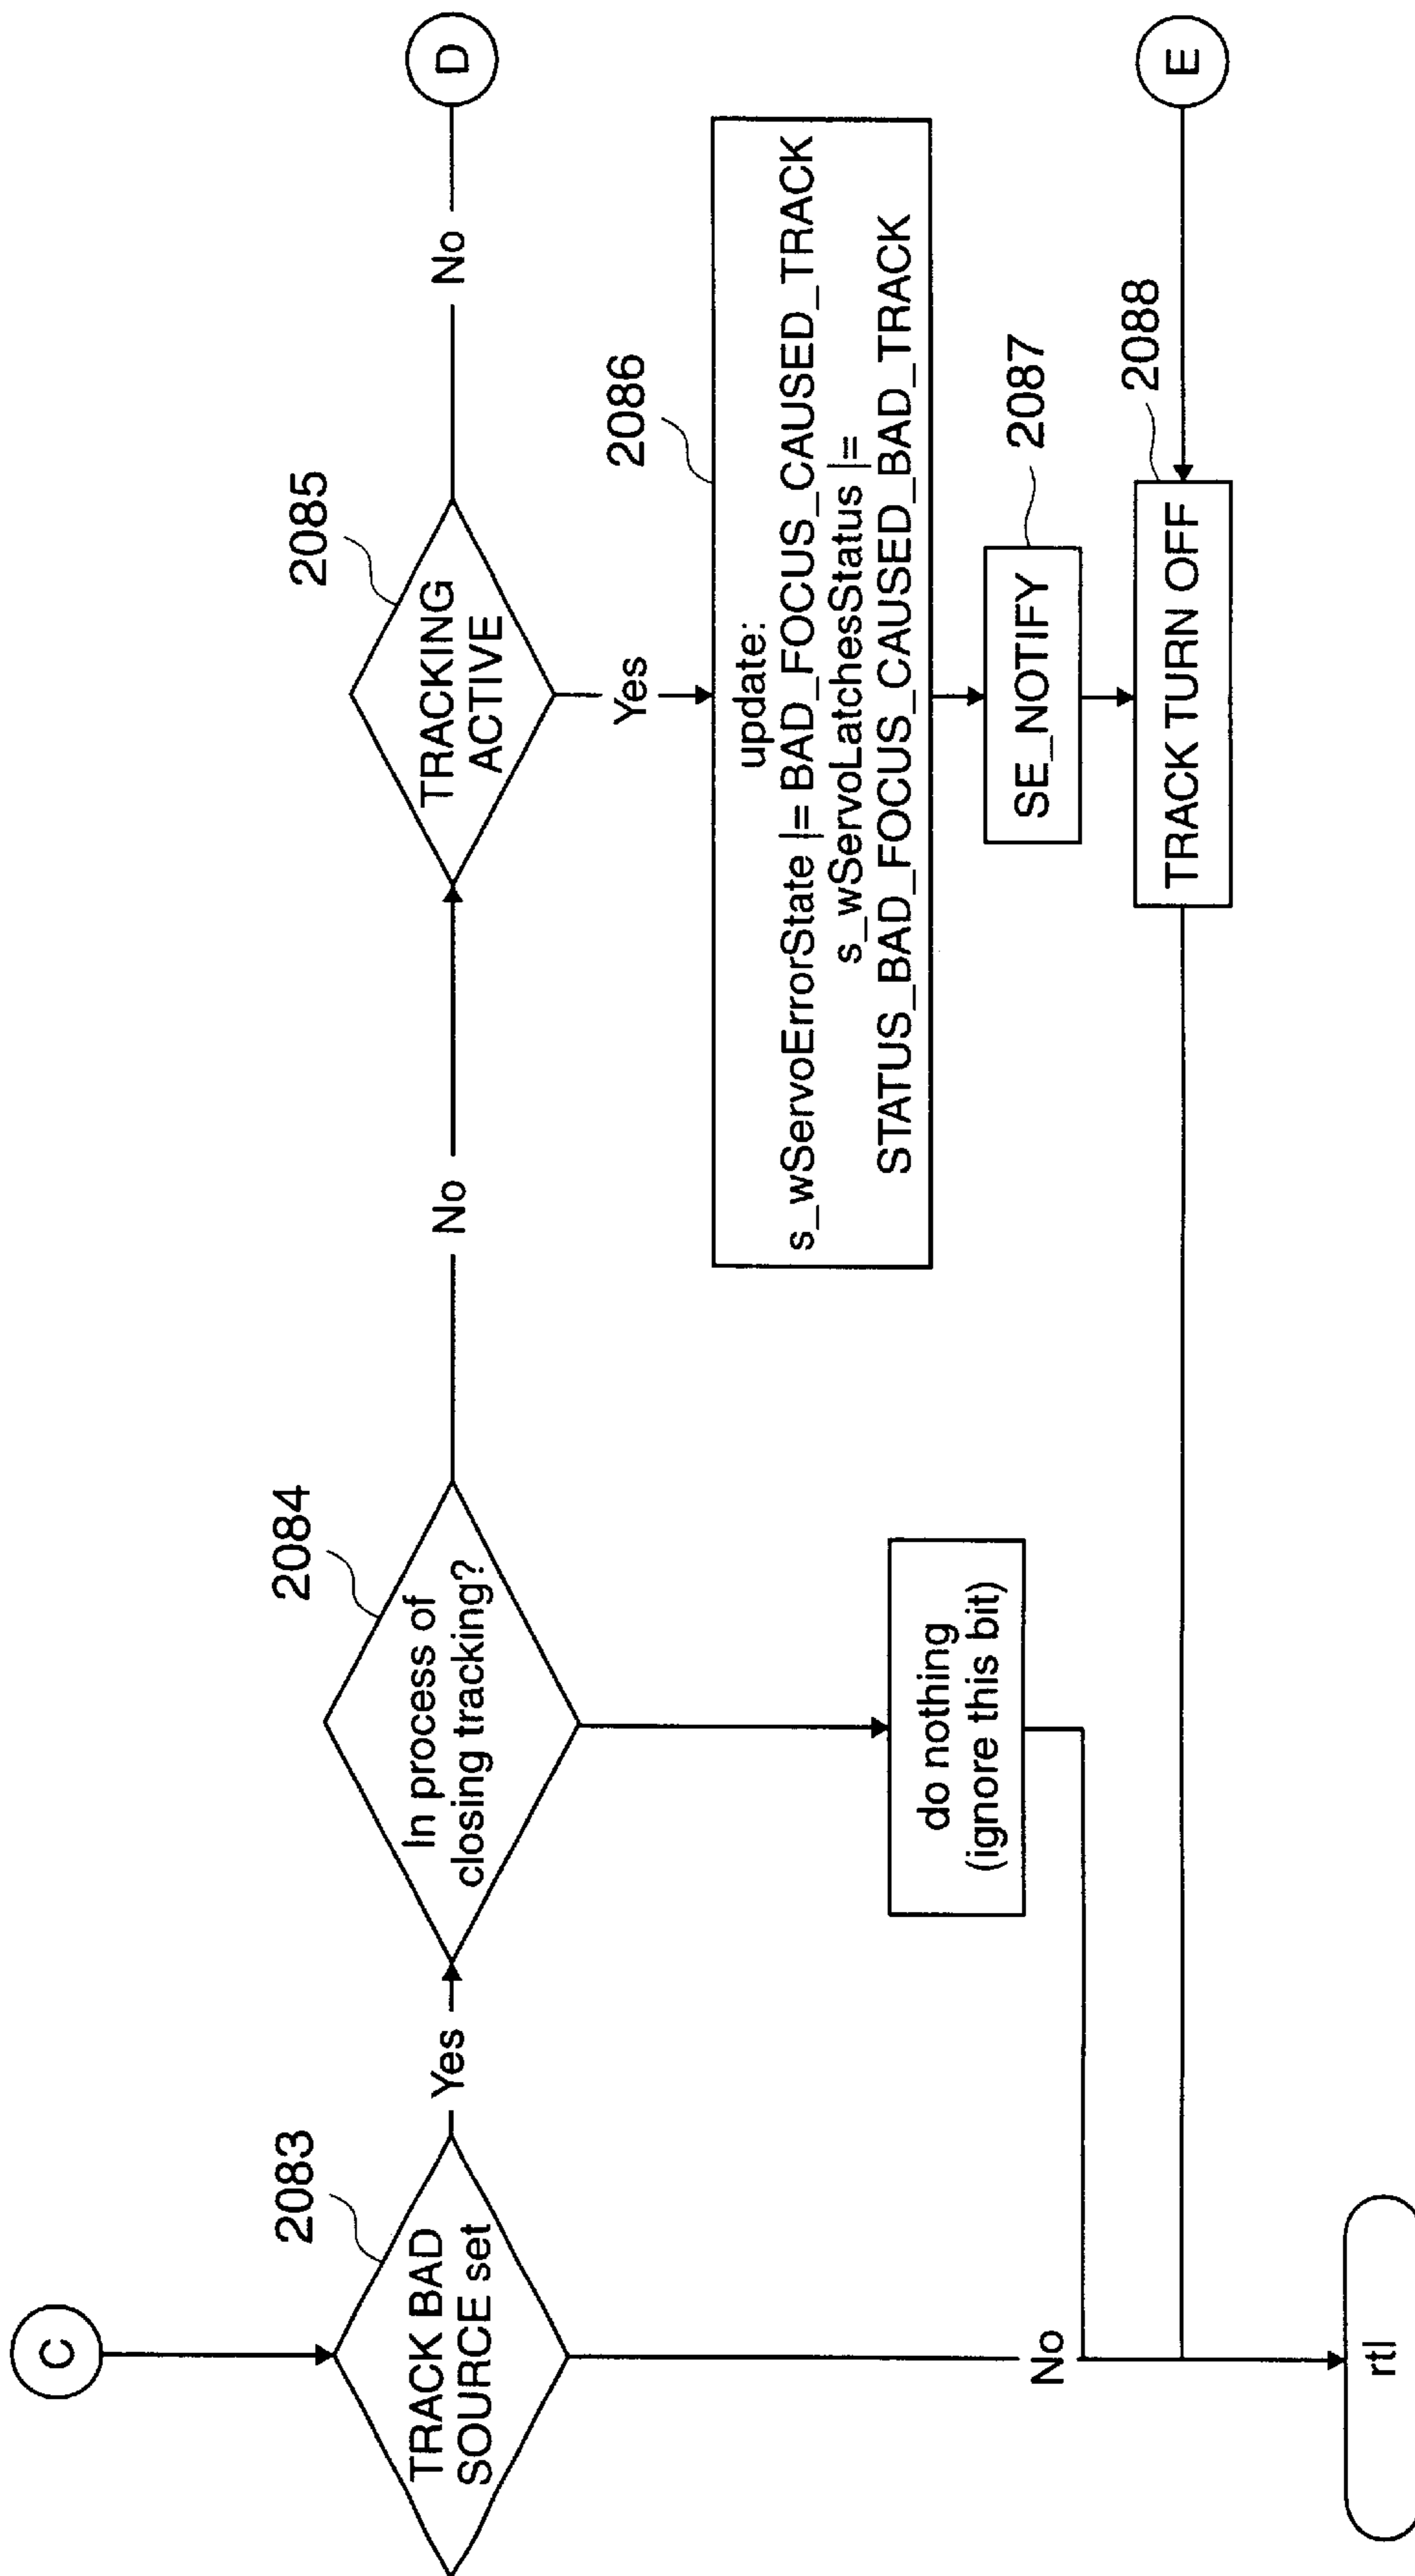 C
2083
TRACK BAD
SOURCE set
Yes
No
rtl
2084
In process of
closing tracking?
No
do nothing
(ignore this bit)
2085
TRACKING
ACTIVE
No
D
Yes
2086
update:
s_wServoErrorState |= BAD_FOCUS_CAUSED_TRACK
s_wServoLatchesStatus |=
STATUS_BAD_FOCUS_CAUSED_BAD_TRACK
2087
SE_NOTIFY
2088
TRACK TURN OFF
E